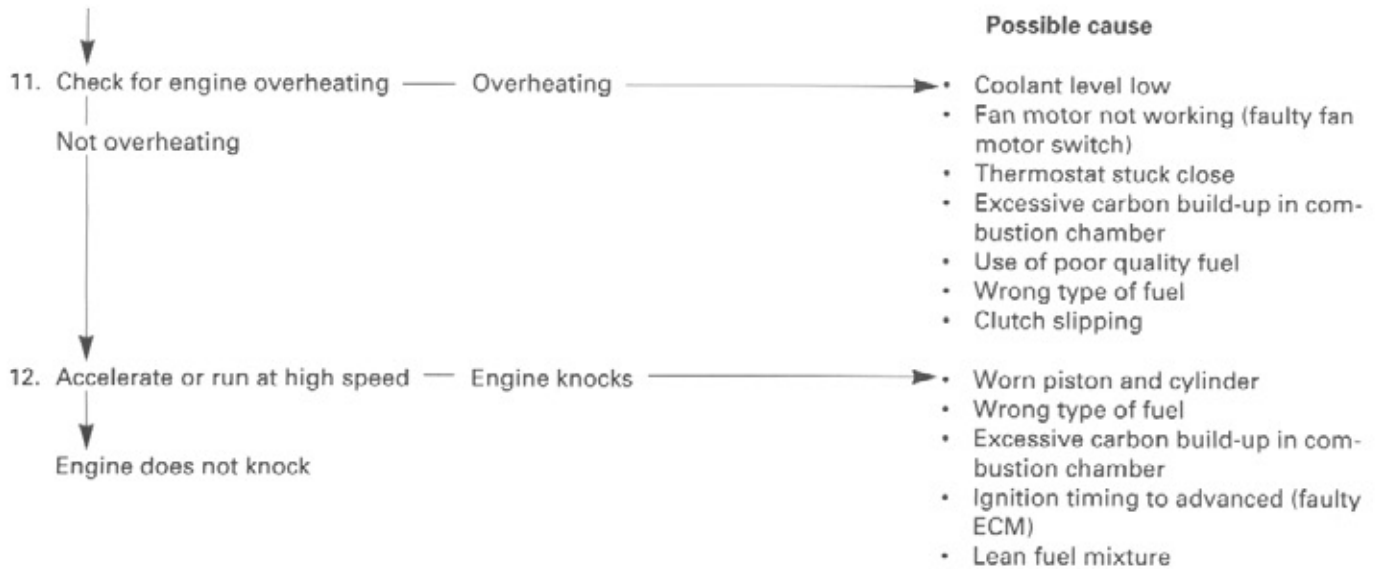 Possible cause
11. Check for engine overheating Overheating
• Coolant level low
Not overheating
• Fan motor not working (faulty fan
motor switch)
• Thermostat stuck close
• Excessive carbon build-up in com-
bustion chamber
• Use of poor quality fuel
• Wrong type of fuel
• Clutch slipping
12. Accelerate or run at high speed Engine knocks
• Worn piston and cylinder
• Wrong type of fuel
Engine does not knock
• Excessive carbon build-up in com-
bustion chamber
• Ignition timing to advanced (faulty
ECM)
• Lean fuel mixture